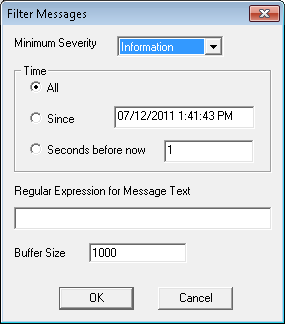 Filter Messages
Minimum Severity Information
Time
All
Since 07/12/2011 1:41:43 PM
Seconds before now 1
Regular Expression for Message Text
Buffer Size 1000
OK Cancel